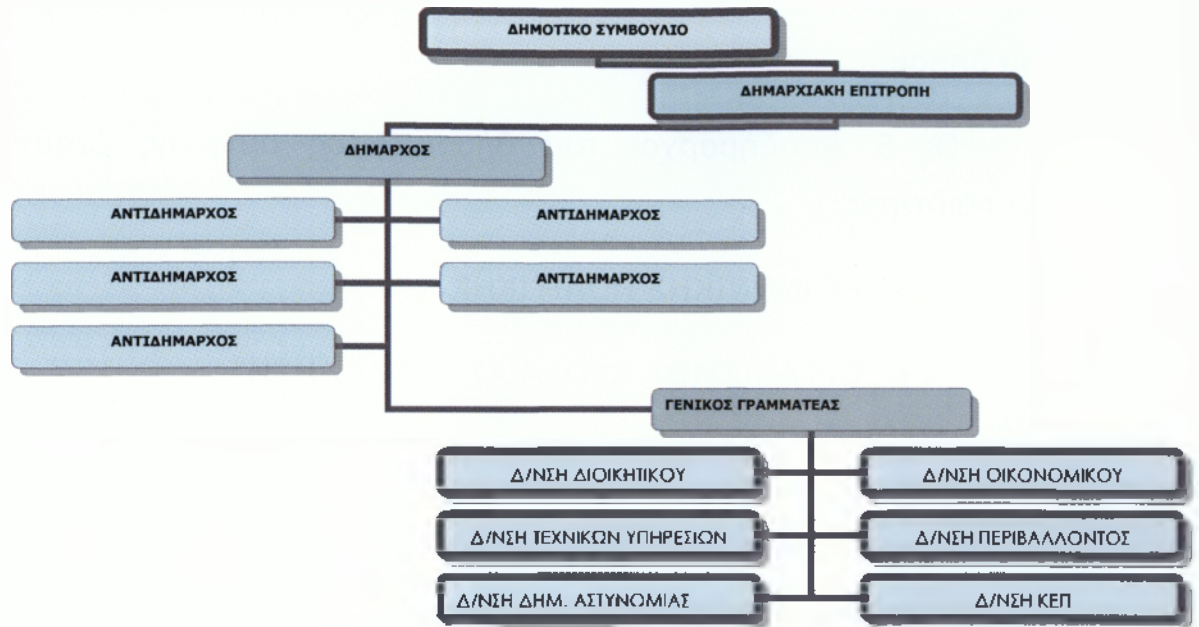 ΔΗΜΟΤΙΚΟ ΣΥΜΒΟΥΛΙΟ
ΔΗΜΑΡΧΙΑΚΗ ΕΠΙΤΡΟΠΗ
ΔΗΜΑΡΧΟΣ
ΑΝΤΙΔΗΜΑΡΧΟΣ
ΑΝΤΙΔΗΜΑΡΧΟΣ
ΑΝΤΙΔΗΜΑΡΧΟΣ
ΑΝΤΙΔΗΜΑΡΧΟΣ
ΑΝΤΙΔΗΜΑΡΧΟΣ
ΓΕΝΙΚΟΣ ΓΡΑΜΜΑΤΕΑΣ
Δ/ΝΣΗ ΔΙΟΙΚΗΤΙΚΟΥ
Δ/ΝΣΗ ΟΙΚΟΝΟΜΙΚΟΥ
Δ/ΝΣΗ ΤΕΧΝΙΚΩΝ ΥΠΗΡΕΣΙΩΝ
Δ/ΝΣΗ ΠΕΡΙΒΑΛΛΟΝΤΟΣ
Δ/ΝΣΗ ΔΗΜ. ΑΣΤΥΝΟΜΙΑΣ
Δ/ΝΣΗ ΚΕΠ